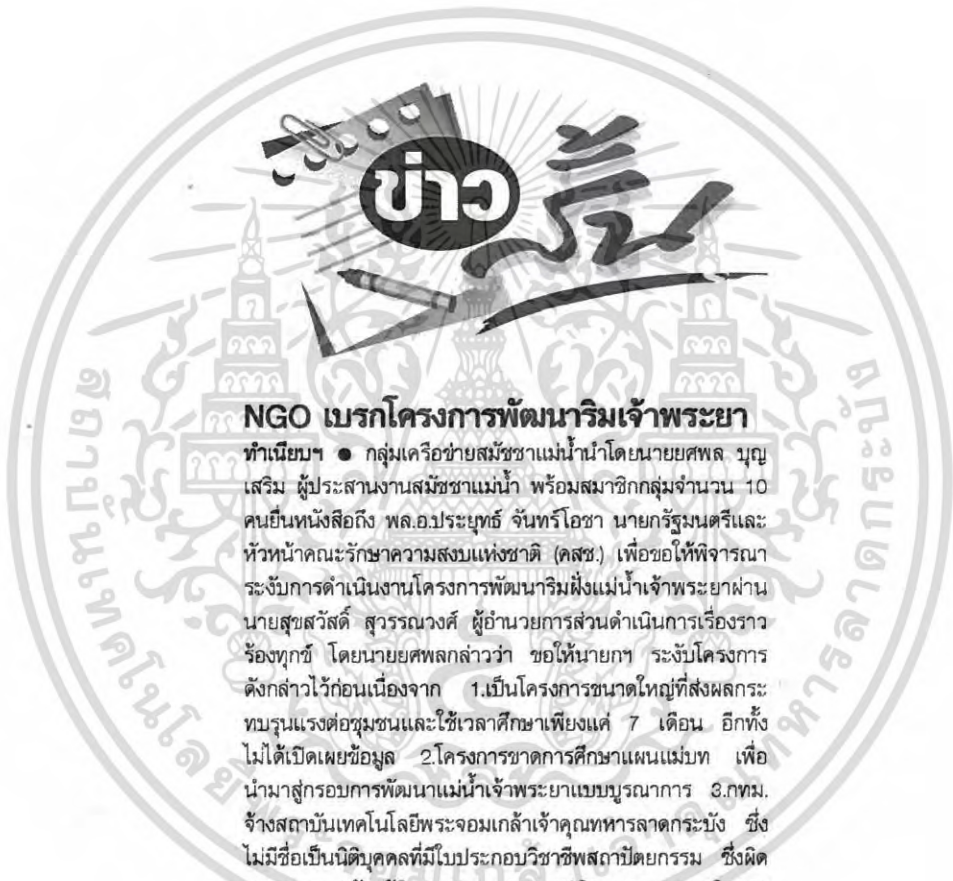 ข่าว
สั้น
NGO เบรกโครงการพัฒนาริมเจ้าพระยา
ทำเนียบฯ ● กลุ่มเครือข่ายสมัชชาแม่น้ำนำโดยนายยศพล บุญ
เสริม ผู้ประสานงานสมัชชาแม่น้ำ พร้อมสมาชิกกลุ่มจำนวน 10
คนยื่นหนังสือถึง พล.อ.ประยุทธ์ จันทร์โอชา นายกรัฐมนตรีและ
หัวหน้าคณะรักษาความสงบแห่งชาติ (คสช.) เพื่อขอให้พิจารณา
ระงับการดำเนินงานโครงการพัฒนาริมฝั่งแม่น้ำเจ้าพระยาผ่าน
นายสุขสวัสดิ์ สุวรรณวงศ์ ผู้อำนวยการส่วนดำเนินการเรื่องราว
ร้องทุกข์ โดยนายยศพลกล่าวว่า ขอให้นายกฯ ระงับโครงการ
ดังกล่าวไว้ก่อนเนื่องจาก 1.เป็นโครงการขนาดใหญ่ที่ส่งผลกระ
ทบรุนแรงต่อชุมชนและใช้เวลาศึกษาเพียงแค่ 7 เดือน อีกทั้ง
ไม่ได้เปิดเผยข้อมูล 2.โครงการขาดการศึกษาแผนแม่บท เพื่อ
นำมาสู่กรอบการพัฒนาแม่น้ำเจ้าพระยาแบบบูรณาการ 3.กทม.
จ้างสถาบันเทคโนโลยีพระจอมเกล้าเจ้าคุณทหารลาดกระบัง ซึ่ง
ไม่มีชื่อเป็นนิติบุคคลที่มีใบประกอบวิชาชีพสถาปัตยกรรม ซึ่งผิด
สถาบันเทคโนโลยี
ทหารลาดกระบัง